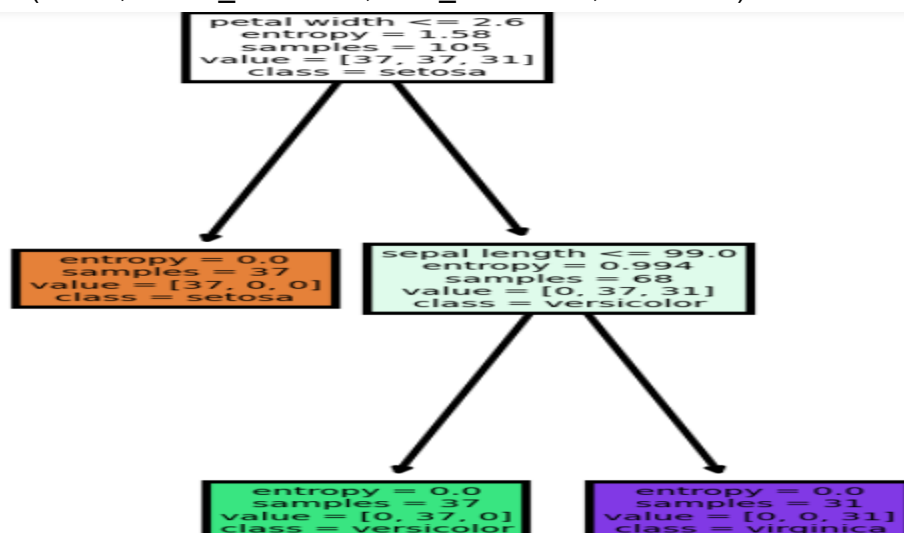 petal width <= 2.6
entropy = 1.58
samples = 105
value = [37, 37, 31]
class = setosa
entropy = 0.0
samples = 37
value = [37, 0, 0]
class = setosa
sepal length <= 99.0
entropy = 0.994
samples = 68
value = [0, 37, 31]
class = versicolor
entropy = 0.0
samples = 37
value = [0, 37, 0]
class = versicolor
entropy = 0.0
samples = 31
value = [0, 0, 31]
class = virginica